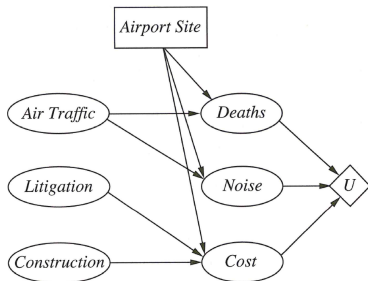 Airport Site
Air Traffic
Deaths
Litigation
Noise
U
Construction
Cost